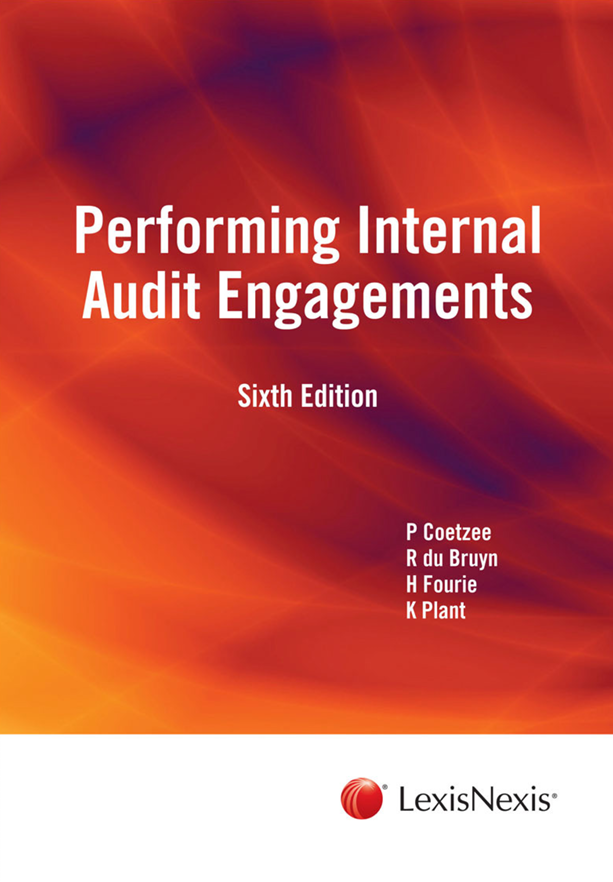 Performing Internal
Audit Engagements
Sixth Edition
P Coetzee
R du Bruyn
H Fourie
K Plant
® LexisNexis®